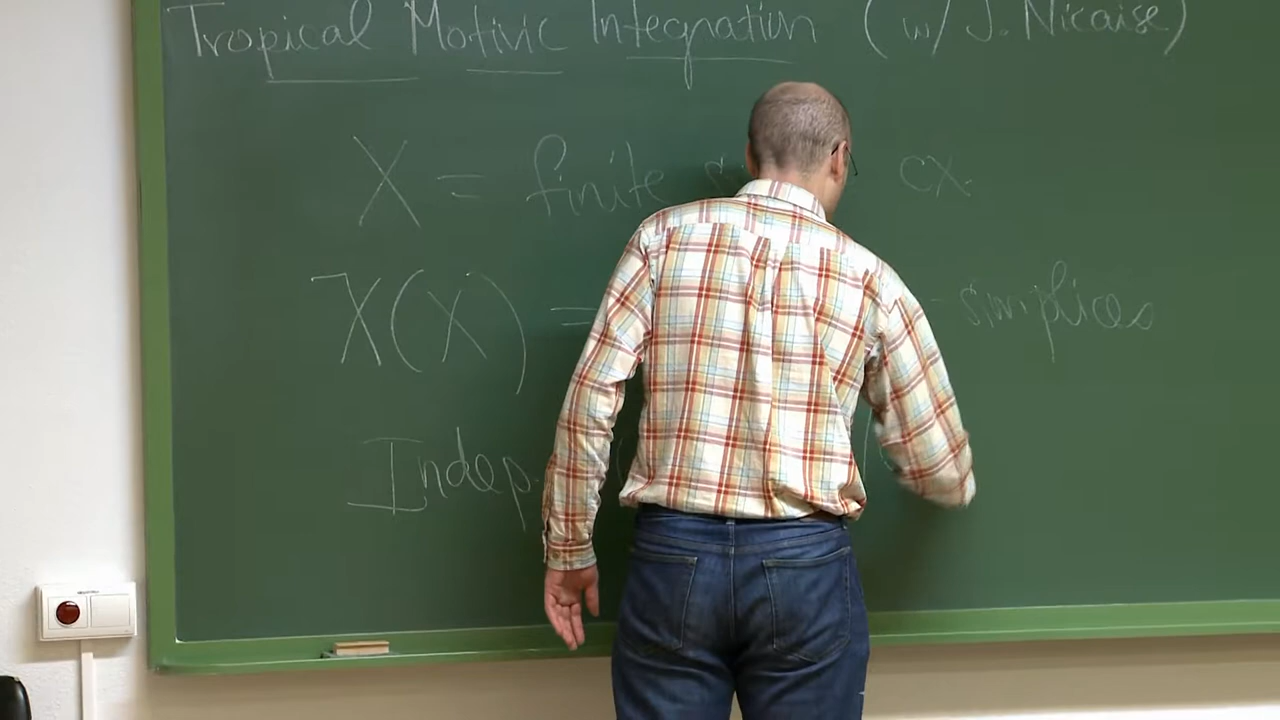 Tropical Motivic Integration (w/ J. Nicaise)
X = finite cx.
χ(X) = -simplices
Indep.